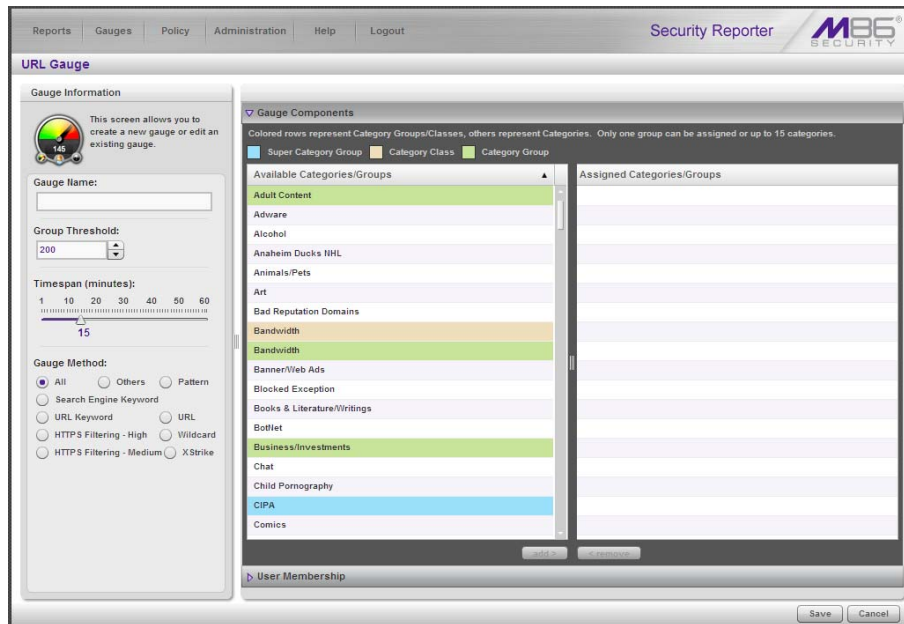 Reports Gauges Policy Administration Help Logout
Security Reporter
M86®
SECURITY
URL Gauge
Gauge Information
This screen allows you to
create a new gauge or edit an
existing gauge.
145
Gauge Name:
Group Threshold:
200
Timespan (minutes):
1 10 20 30 40 50 60
15
Gauge Method:
All Others Pattern
Search Engine Keyword
URL Keyword URL
HTTPS Filtering - High Wildcard
HTTPS Filtering - Medium XStrike
Gauge Components
Colored rows represent Category Groups/Classes, others represent Categories. Only one group can be assigned or up to 15 categories.
Super Category Group Category Class Category Group
Available Categories/Groups
Adult Content
Adware
Alcohol
Anaheim Ducks NHL
Animals/Pets
Art
Bad Reputation Domains
Bandwidth
Bandwidth
Banner/Web Ads
Blocked Exception
Books & Literature/Writings
BotNet
Business/Investments
Chat
Child Pornography
CIPA
Comics
Assigned Categories/Groups
add > < remove
User Membership
Save Cancel